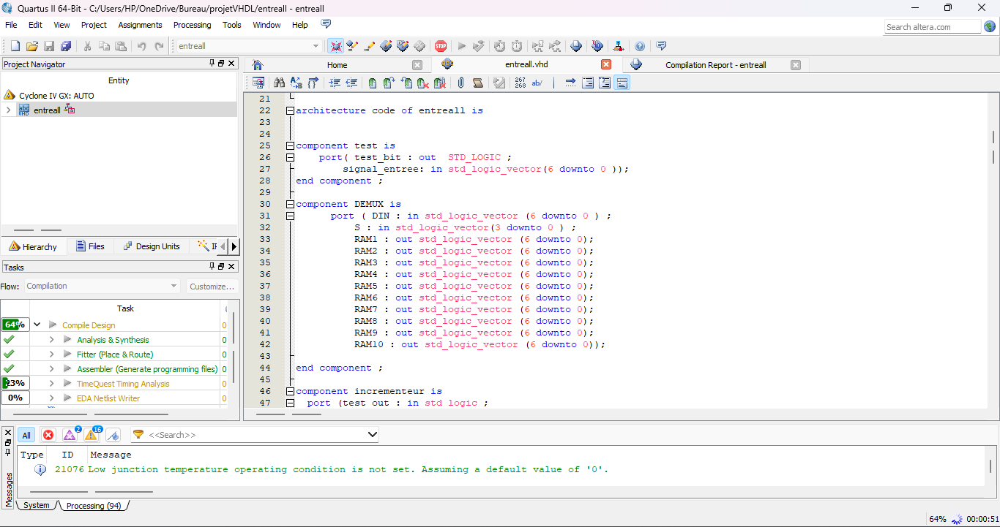 Quartus II 64-Bit - C:/Users/HP/OneDrive/Bureau/projetVHDL/entreall - entreall
File Edit View Project Assignments Processing Tools Window Help
Search altera.com
entreall
STOP
Project Navigator
Entity
Cyclone IV GX: AUTO
abd VHD entreall
Hierarchy Files Design Units
Tasks
Flow: Compilation Customize...
Task
64% Compile Design 0
Analysis & Synthesis 0
Fitter (Place & Route) 0
Assembler (Generate programming files) 0
23% TimeQuest Timing Analysis 0
0% EDA Netlist Writer 0
Home entreall.vhd Compilation Report - entreall
267 268 ab/
21
22 architecture code of entreall is
23
24
25 component test is
26 port( test_bit : out STD_LOGIC ;
27 signal_entree: in std_logic_vector(6 downto 0 ));
28 end component ;
29
30 component DEMUX is
31 port ( DIN : in std_logic_vector (6 downto 0 ) ;
32 S : in std_logic_vector(3 downto 0 ) ;
33 RAM1 : out std_logic_vector (6 downto 0);
34 RAM2 : out std_logic_vector (6 downto 0);
35 RAM3 : out std_logic_vector (6 downto 0);
36 RAM4 : out std_logic_vector (6 downto 0);
37 RAM5 : out std_logic_vector (6 downto 0);
38 RAM6 : out std_logic_vector (6 downto 0);
39 RAM7 : out std_logic_vector (6 downto 0);
40 RAM8 : out std_logic_vector (6 downto 0);
41 RAM9 : out std_logic_vector (6 downto 0);
42 RAM10 : out std_logic_vector (6 downto 0));
43
44 end component ;
45
46 component incrementeur is
47 port (test_out : in std_logic ;
All 2 16 <<Search>>
Type ID Message
21076 Low junction temperature operating condition is not set. Assuming a default value of '0'.
Messages
System Processing (94)
64% 00:00:51